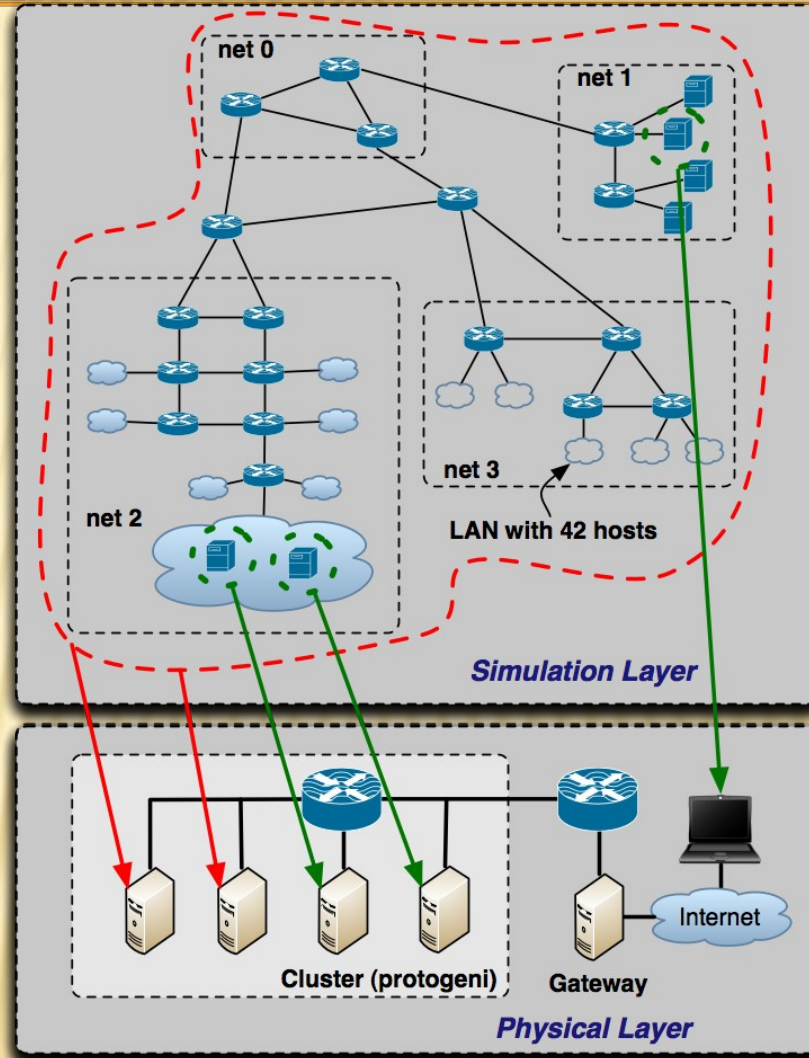 net 0
net 1
net 3
net 2
LAN with 42 hosts
Simulation Layer
Internet
Cluster (protogeni)
Gateway
Physical Layer